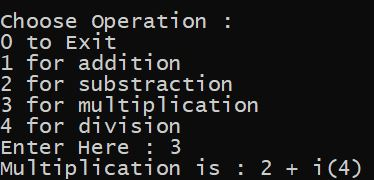 Choose Operation :
0 to Exit
1 for addition
2 for substraction
3 for multiplication
4 for division
Enter Here : 3
Multiplication is : 2 + i(4)